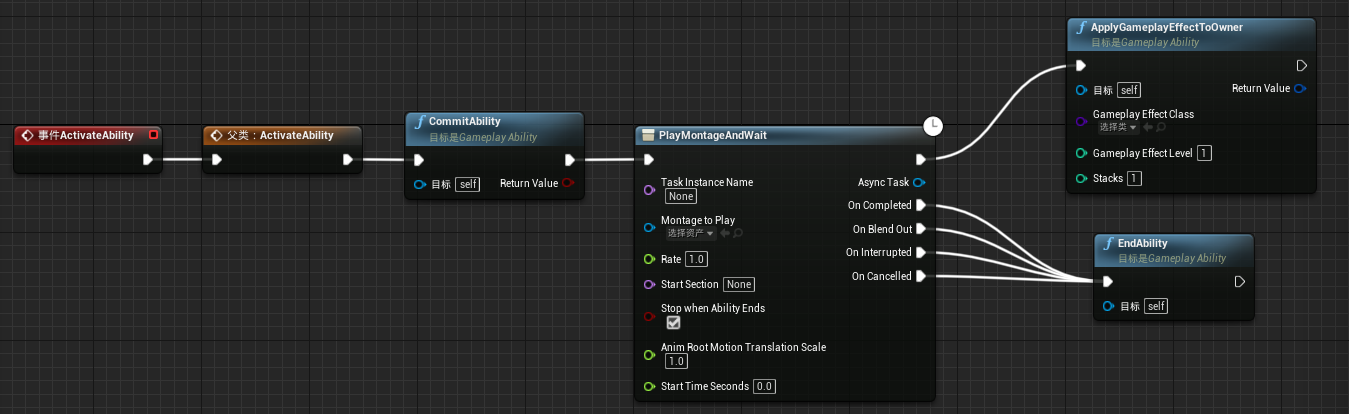 事件ActivateAbility
父类：ActivateAbility
CommitAbility
目标是Gameplay Ability
目标 self
Return Value
PlayMontageAndWait
Task Instance Name
None
Montage to Play
选择资产
Rate 1.0
Start Section None
Stop when Ability Ends
Anim Root Motion Translation Scale
1.0
Start Time Seconds 0.0
Async Task
On Completed
On Blend Out
On Interrupted
On Cancelled
ApplyGameplayEffectToOwner
目标是Gameplay Ability
目标 self
Return Value
Gameplay Effect Class
选择类
Gameplay Effect Level 1
Stacks 1
EndAbility
目标是Gameplay Ability
目标 self